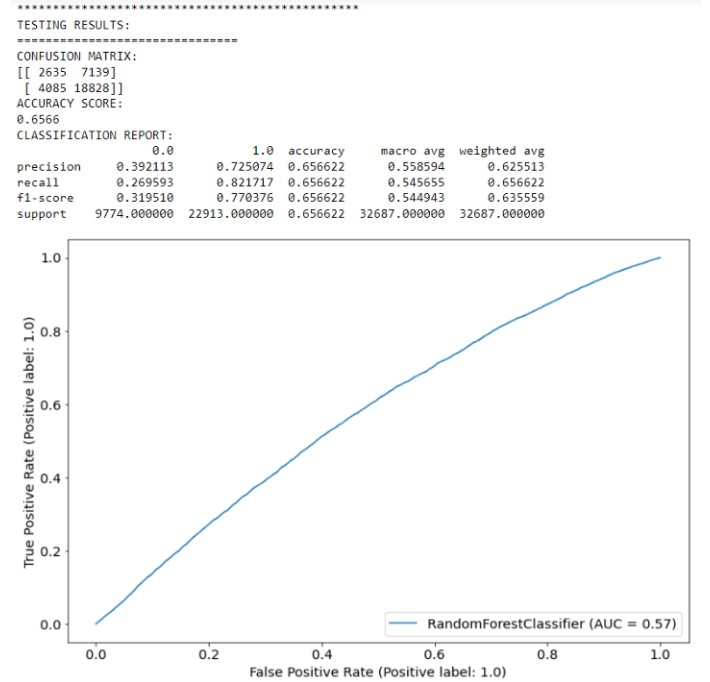 ************************************************
TESTING RESULTS:
===============================
CONFUSION MATRIX:
[[ 2635  7139]
 [ 4085 18828]]
ACCURACY SCORE:
0.6566
CLASSIFICATION REPORT:
0.0 1.0 accuracy macro avg weighted avg
precision 0.392113 0.725074 0.656622 0.558594 0.625513
recall 0.269593 0.821717 0.656622 0.545655 0.656622
f1-score 0.319510 0.770376 0.656622 0.544943 0.635559
support 9774.000000 22913.000000 0.656622 32687.000000 32687.000000
True Positive Rate (Positive label: 1.0)
1.0
0.8
0.6
0.4
0.2
0.0
RandomForestClassifier (AUC = 0.57)
0.0 0.2 0.4 0.6 0.8 1.0
False Positive Rate (Positive label: 1.0)